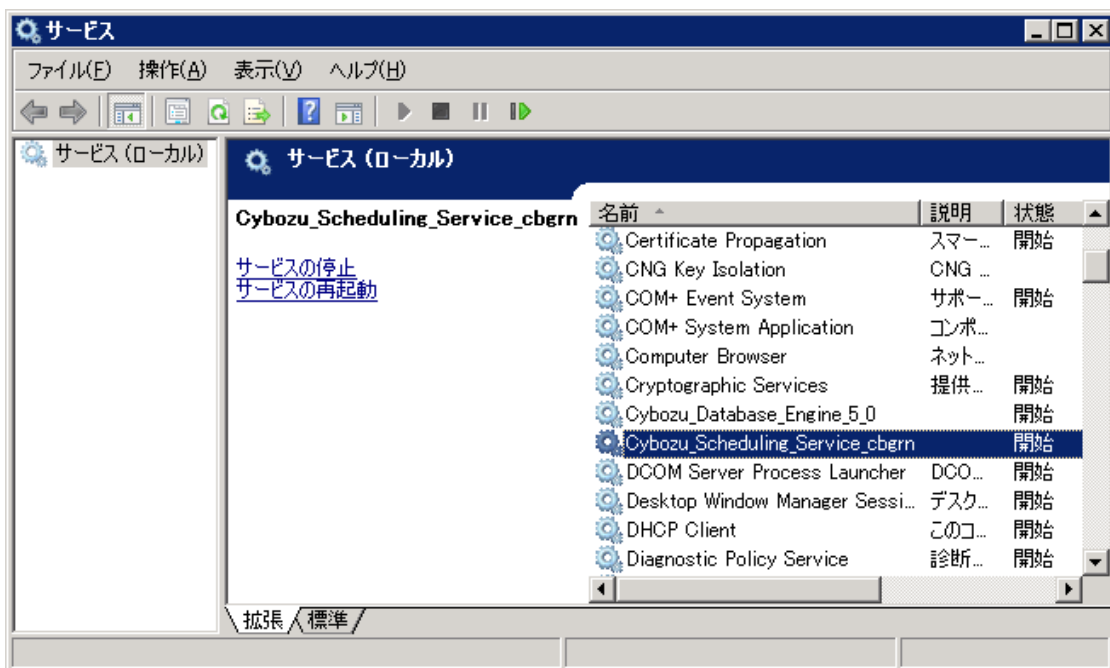 サービス
ファイル(F) 操作(A) 表示(V) ヘルプ(H)
サービス (ローカル)
サービス (ローカル)
Cybozu_Scheduling_Service_cbgrn
サービスの停止
サービスの再起動
名前 説明 状態
Certificate Propagation スマー... 開始
CNG Key Isolation CNG ...
COM+ Event System サポー... 開始
COM+ System Application コンポ...
Computer Browser ネット...
Cryptographic Services 提供... 開始
Cybozu_Database_Engine_5_0 開始
Cybozu_Scheduling_Service_cbgrn 開始
DCOM Server Process Launcher DCO... 開始
Desktop Window Manager Sessi... デスク... 開始
DHCP Client このコ... 開始
Diagnostic Policy Service 診断... 開始
拡張 標準